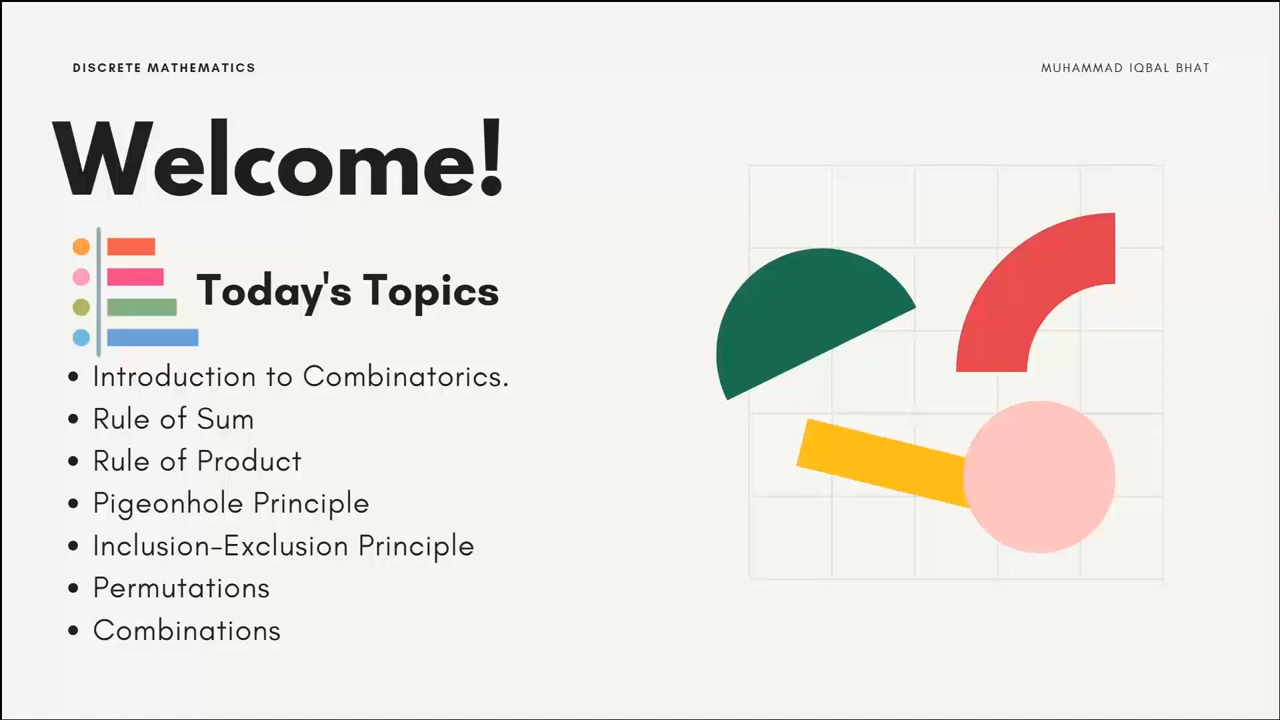 DISCRETE MATHEMATICS
MUHAMMAD IQBAL BHAT
Welcome!
Today's Topics
• Introduction to Combinatorics.
• Rule of Sum
• Rule of Product
• Pigeonhole Principle
• Inclusion-Exclusion Principle
• Permutations
• Combinations